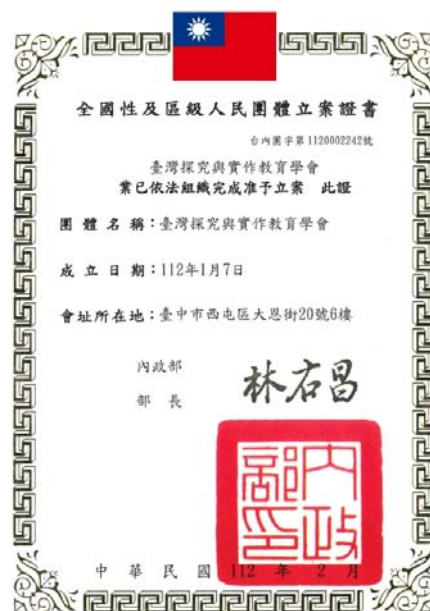 全國性及區級人民團體立案證書
台內團字第1120002242號
臺灣探究與實作教育學會
業已依法組織完成准予立案 此證
團體名稱：臺灣探究與實作教育學會
成立日期：112年1月7日
會址所在地：臺中市西屯區大恩街20號6樓
內政部
部長
林右昌
內政
部印
中華民國112年2月